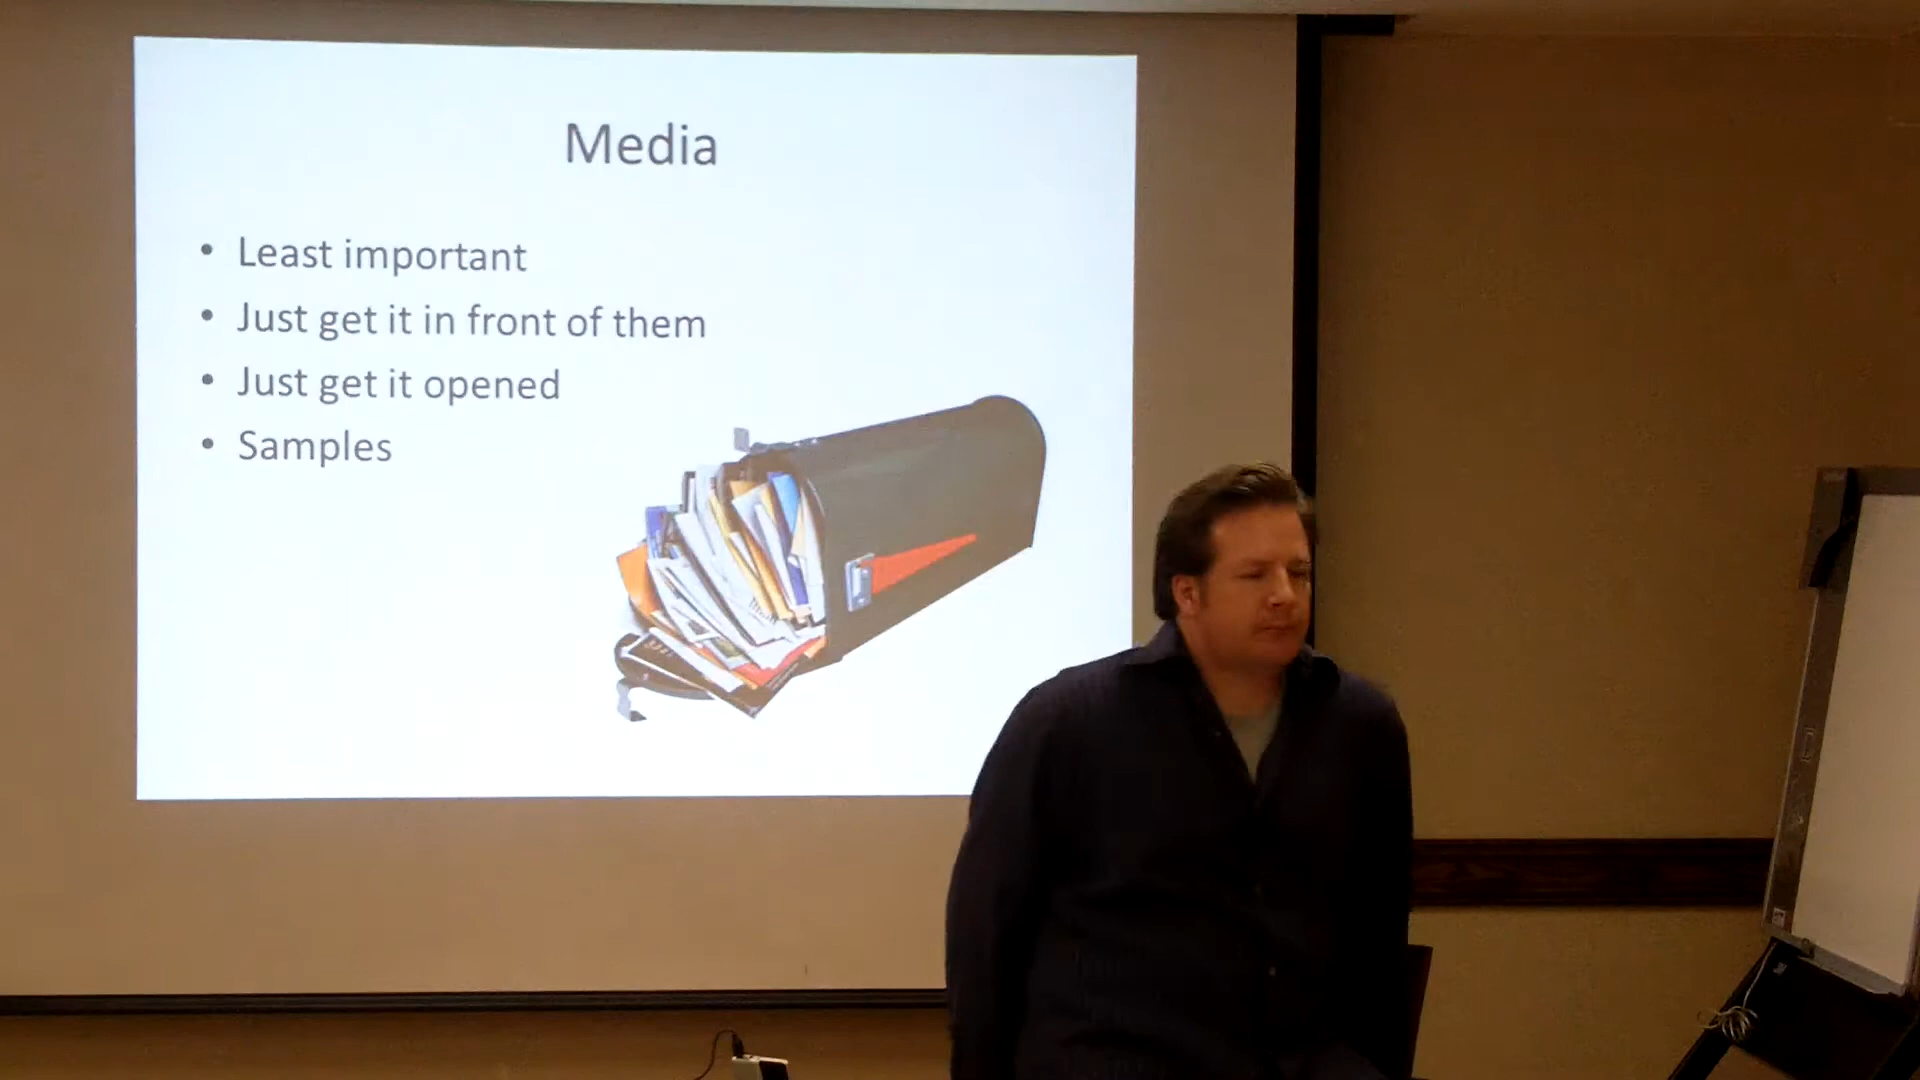 Media
• Least important
• Just get it in front of them
• Just get it opened
• Samples